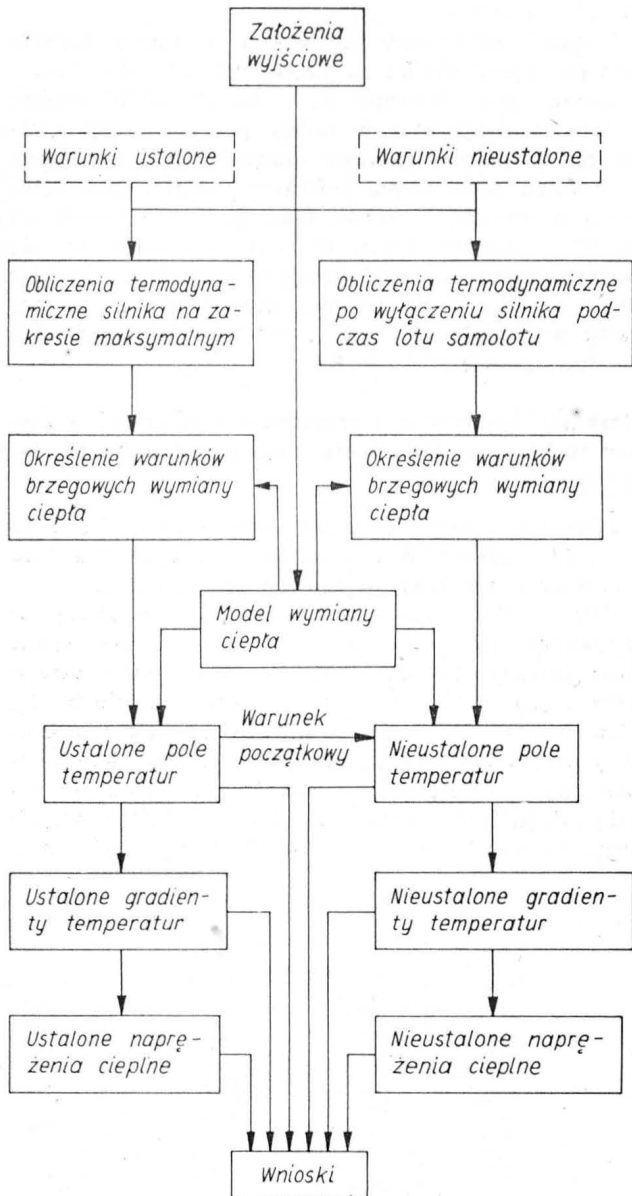 Założenia
wyjściowe
Warunki ustalone
Warunki nieustalone
Obliczenia termodyna-
miczne silnika na za-
kresie maksymalnym
Obliczenia termodynamiczne
po wyłączeniu silnika pod-
czas lotu samolotu
Określenie warunków
brzegowych wymiany
ciepła
Określenie warunków
brzegowych wymiany
ciepła
Model wymiany
ciepła
Warunek
początkowy
Ustalone pole
temperatur
Nieustalone pole
temperatur
Ustalone gradien-
ty temperatur
Nieustalone gradien-
ty temperatur
Ustalone naprę-
żenia cieplne
Nieustalone naprę-
żenia cieplne
Wnioski